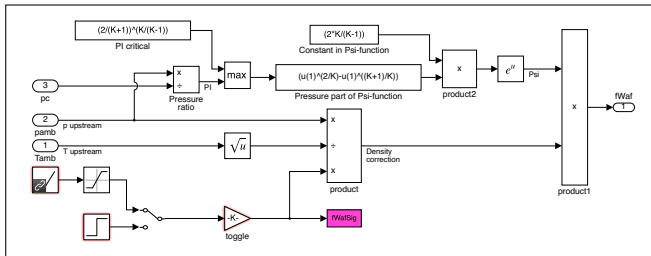 (2/(K+1))^(K/(K-1))
PI critical
(2*K/(K-1))
Constant in Psi-function
3
pc
x
÷
Pressure
ratio
PI
max
(u(1)^(2/K)-u(1)^((K+1)/K))
Pressure part of Psi-function
x
product2
eᵘ
Psi
x
product1
fWaf
1
2
pamb
p upstream
1
Tamb
T upstream
√u
x
÷
x
product
Density
correction
-K-
toggle
fWafSig